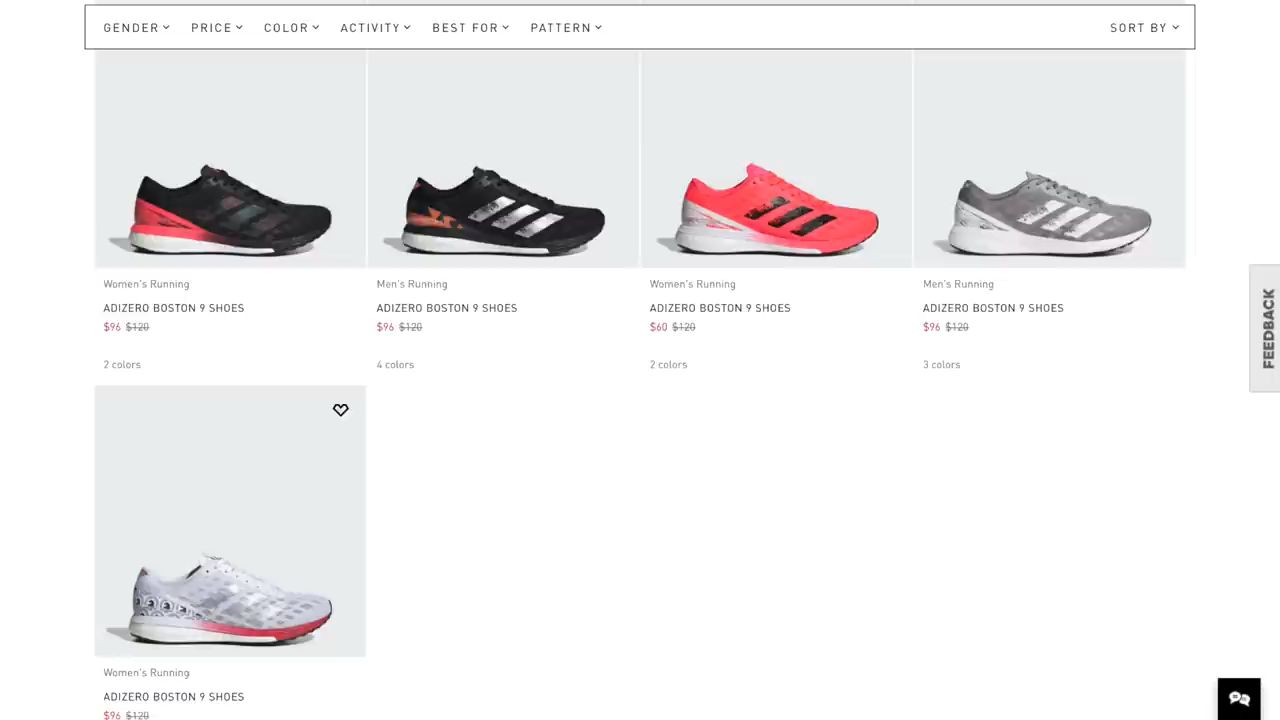 GENDER PRICE COLOR ACTIVITY BEST FOR PATTERN SORT BY
Women's Running
ADIZERO BOSTON 9 SHOES
$96 $120
2 colors
Men's Running
ADIZERO BOSTON 9 SHOES
$96 $120
4 colors
Women's Running
ADIZERO BOSTON 9 SHOES
$60 $120
2 colors
Men's Running
ADIZERO BOSTON 9 SHOES
$96 $120
3 colors
FEEDBACK
Women's Running
ADIZERO BOSTON 9 SHOES
$96 $120